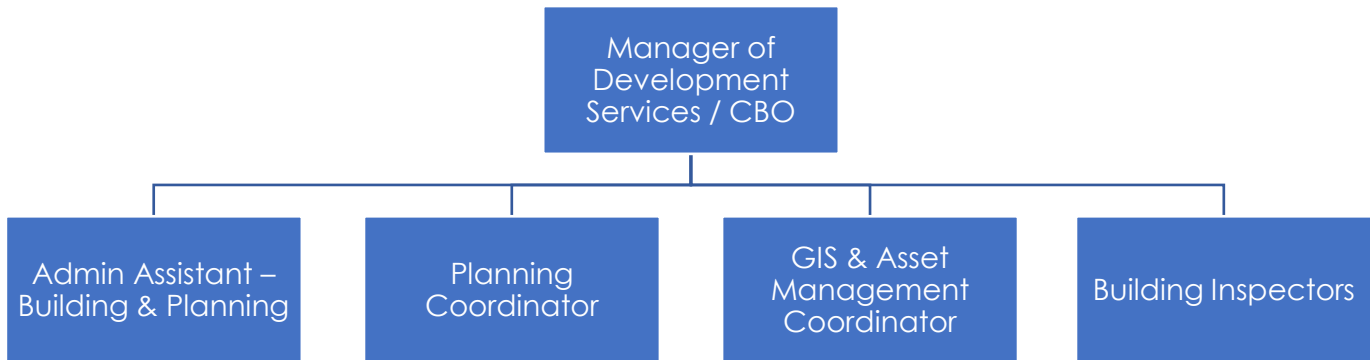 Manager of
Development
Services / CBO
Admin Assistant –
Building & Planning
Planning
Coordinator
GIS & Asset
Management
Coordinator
Building Inspectors